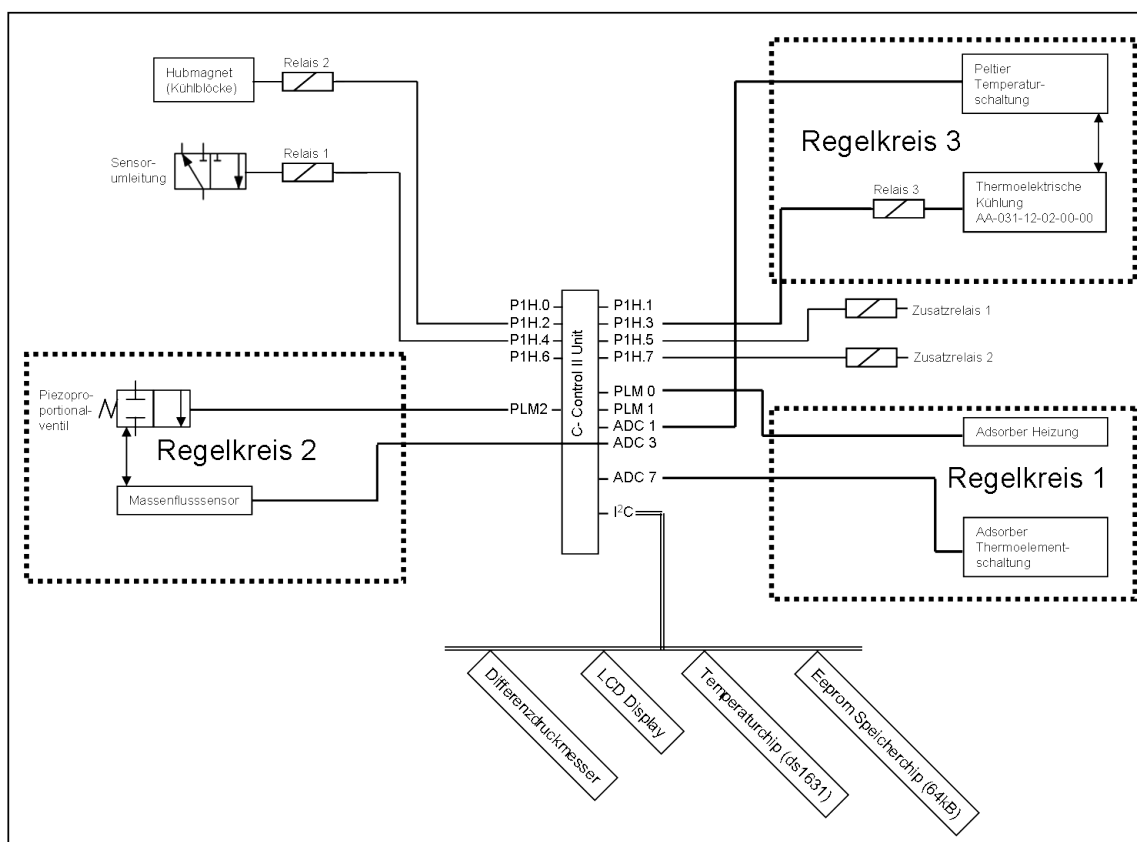 Relais 2
Hubmagnet
(Kühlblöcke)
Relais 1
Sensor-
umleitung
Peltier
Temperatur-
schaltung
Regelkreis 3
Relais 3
Thermoelektrische
Kühlung
AA-031-12-02-00-00
P1H.0
P1H.2
P1H.4
P1H.6
PLM2
C- Control II Unit
P1H.1
P1H.3
P1H.5
P1H.7
PLM 0
PLM 1
ADC 1
ADC 3
ADC 7
I²C
Zusatzrelais 1
Zusatzrelais 2
Piezopro-
portional-
ventil
Regelkreis 2
Massenflusssensor
Adsorber Heizung
Regelkreis 1
Adsorber
Thermoelement-
schaltung
Differenzdruckmesser
LCD Display
Temperaturchip (ds1631)
Eeprom Speicherchip (64kB)